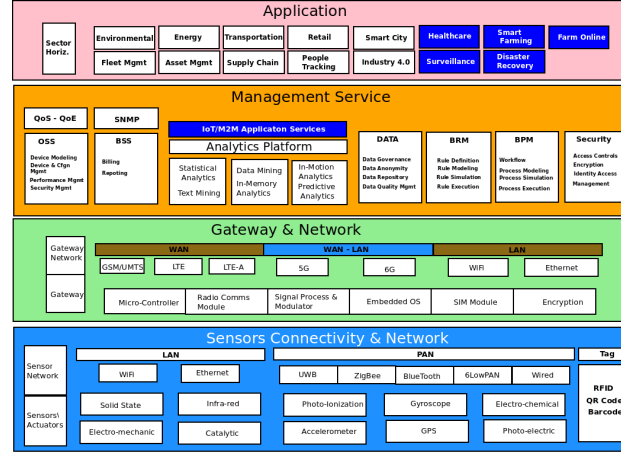 Application
Sector
Horiz.
Environmental
Energy
Transportation
Retail
Smart City
Healthcare
Smart
Farming
Farm Online
Fleet Mgmt
Asset Mgmt
Supply Chain
People
Tracking
Industry 4.0
Surveillance
Disaster
Recovery
Management Service
QoS - QoE
SNMP
OSS
Device Modeling
Device & Cfgn
Mgmt
Performance Mgmt
Security Mgmt
BSS
Billing
Repoting
IoT/M2M Applicaton Services
Analytics Platform
Statistical
Analytics
Text Mining
Data Mining
In-Memory
Analytics
In-Motion
Analytics
Predictive
Analytics
DATA
Data Governance
Data Anonymity
Data Repository
Data Quality Mgmt
BRM
Rule Definition
Rule Modeling
Rule Simulation
Rule Execution
BPM
Workflow
Process Modeling
Process Simulation
Process Execution
Security
Access Controls
Encryption
Identity Access
Management
Gateway & Network
Gateway
Network
WAN
WAN - LAN
LAN
GSM/UMTS
LTE
LTE-A
5G
6G
WiFi
Ethernet
Gateway
Micro-Controller
Radio Comms
Module
Signal Process &
Modulator
Embedded OS
SIM Module
Encryption
Sensors Connectivity & Network
LAN
PAN
Tag
Sensor
Network
WiFi
Ethernet
UWB
ZigBee
BlueTooth
6LowPAN
Wired
RFID
QR Code
Barcode
Sensors\
Actuators
Solid State
Infra-red
Photo-Ionization
Gyroscope
Electro-chemical
Electro-mechanic
Catalytic
Accelerometer
GPS
Photo-electric